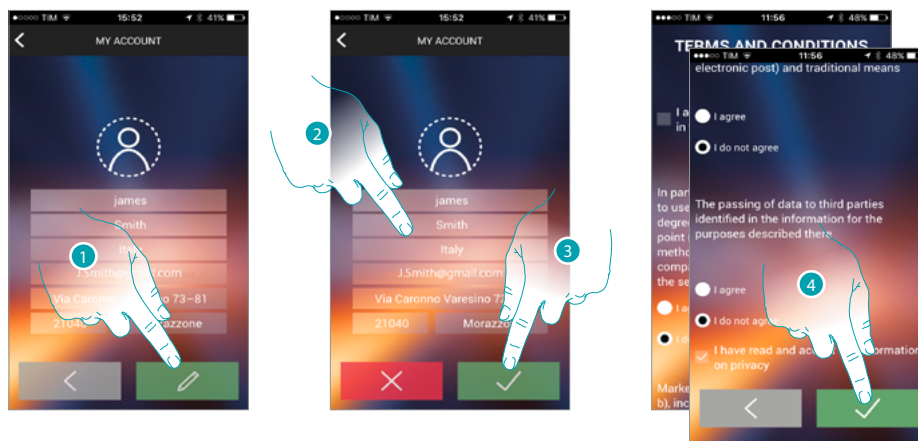 TIM 15:52 41%
MY ACCOUNT
james
Smith
Italy
J.Smith@gmail.com
Via Caronno Varesino 73-81
21040 Morazzone
1
TIM 15:52 41%
MY ACCOUNT
james
Smith
Italy
J.Smith@gmail.com
Via Caronno Varesino 73
21040 Morazzone
2
3
TIM 11:56 48%
TERMS AND CONDITIONS
I a
in
In par
to use
degre
point
metho
compa
the se
I a
I d
Marke
b), inc
TIM 11:56 48%
electronic post) and traditional means
I agree
I do not agree
The passing of data to third parties
identified in the information for the
purposes described there
I agree
I do not agree
I have read and ormation
on privacy
4